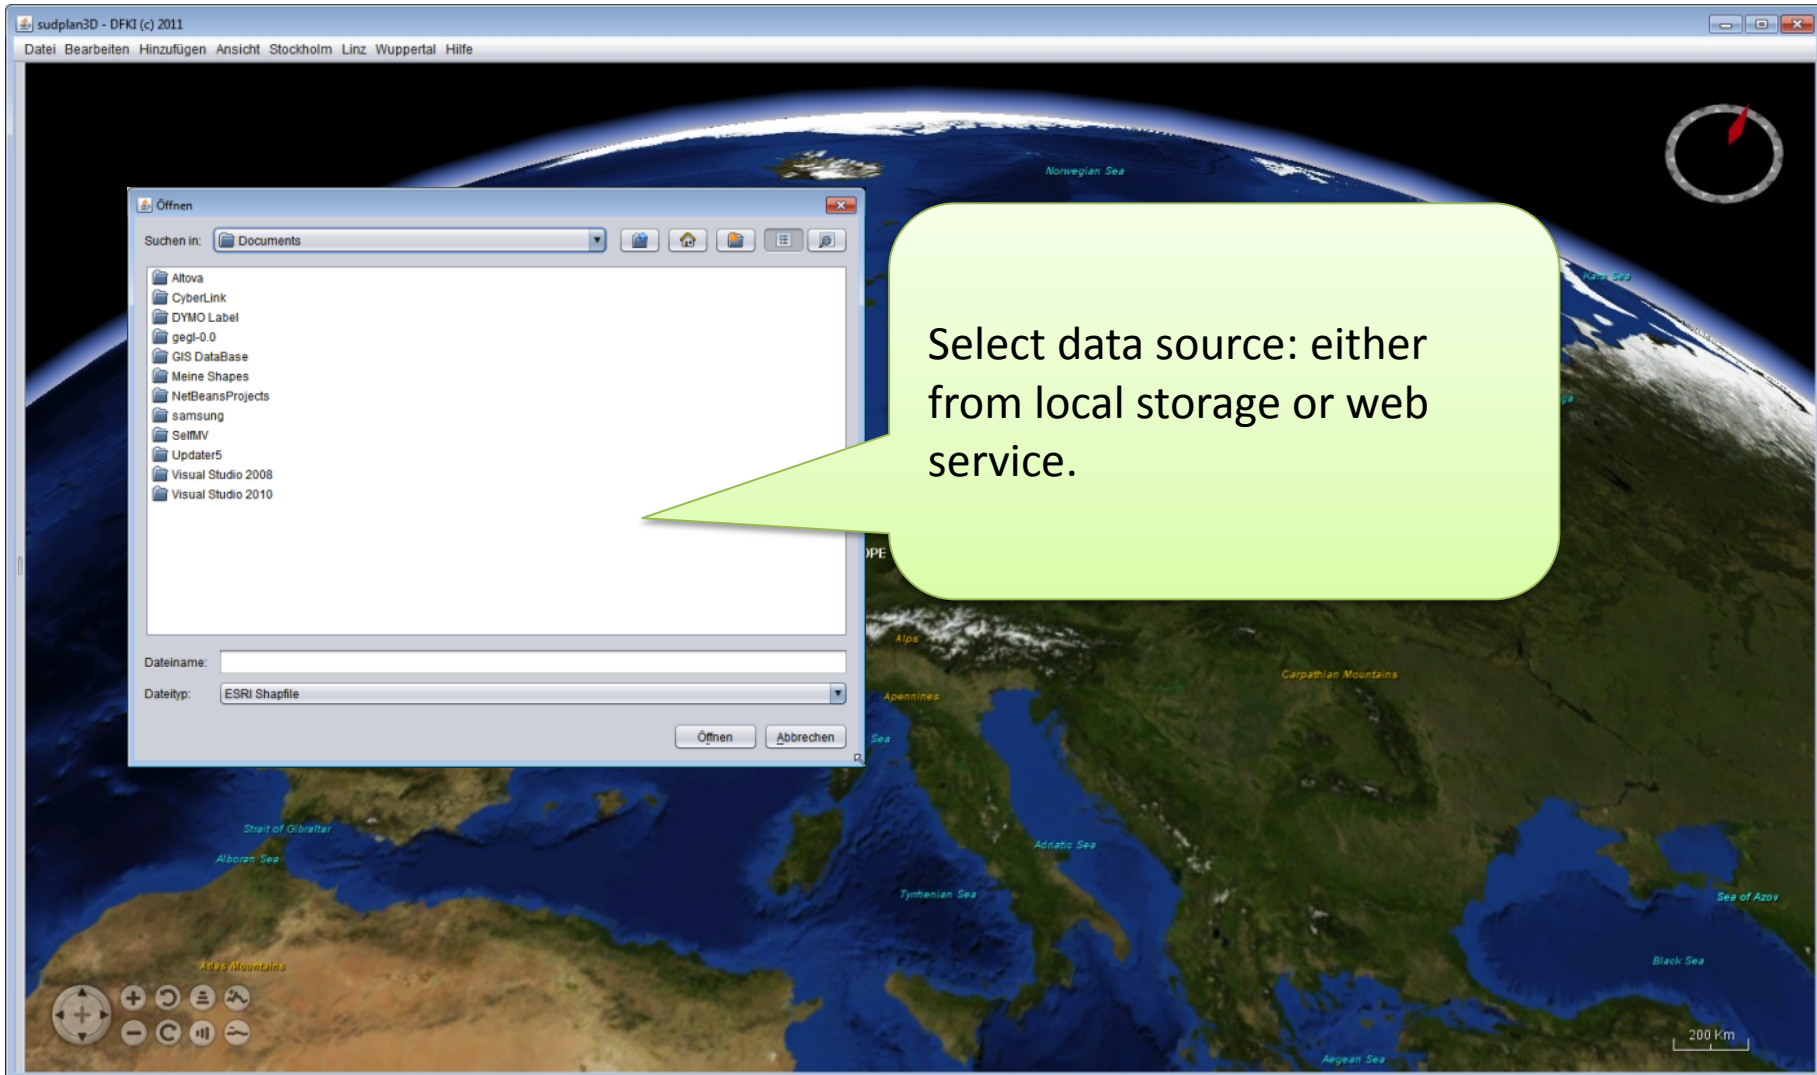 sudplan3D - DFKI (c) 2011
Datei Bearbeiten Hinzufügen Ansicht Stockholm Linz Wuppertal Hilfe
Norwegian Sea
Öffnen
Suchen in: Documents
Kara Sea
Altova
CyberLink
DYMO Label
gegl-0.0
GIS DataBase
Meine Shapes
NetBeansProjects
samsung
SelfMV
Updater5
Visual Studio 2008
Visual Studio 2010
Select data source: either
from local storage or web
service.
OPE
Alps
Dateiname:
Carpathian Mountains
Dateityp: ESRI Shapfile
Apennines
Öffnen Abbrechen
Sea
Strait of Gibraltar
Alboran Sea
Adriatic Sea
Tyrrhenian Sea
Sea of Azov
Atlas Mountains
Black Sea
200 Km
Aegean Sea